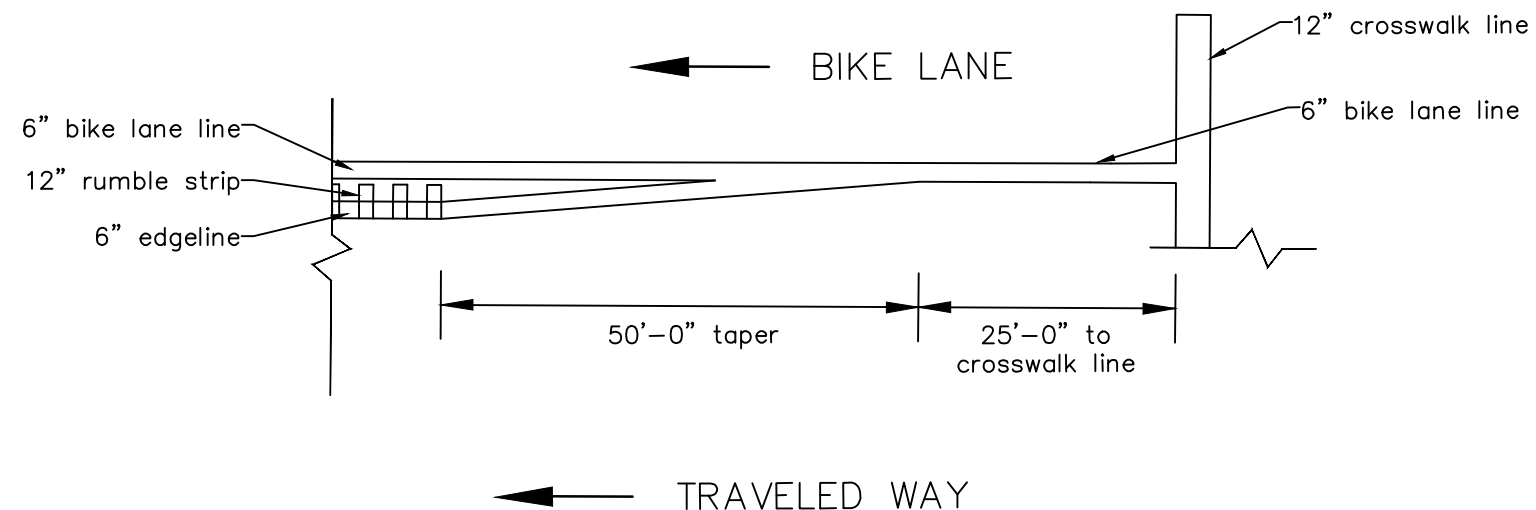 12” crosswalk line
BIKE LANE
6” bike lane line
6” bike lane line
12” rumble strip
6” edgeline
50’–0” taper
25’–0” to
crosswalk line
TRAVELED WAY